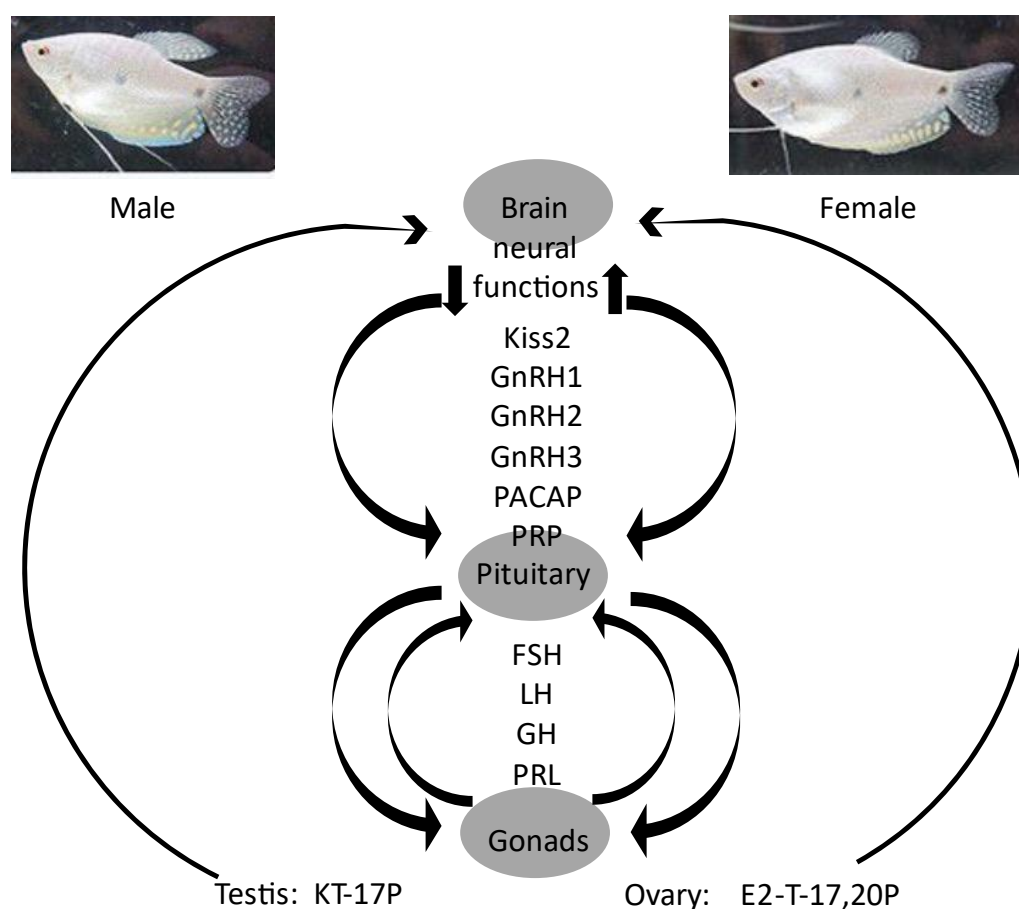 Male
Female
Brain
neural
functions
Kiss2
GnRH1
GnRH2
GnRH3
PACAP
PRP
Pituitary
FSH
LH
GH
PRL
Gonads
Testis: KT-17P
Ovary: E2-T-17,20P